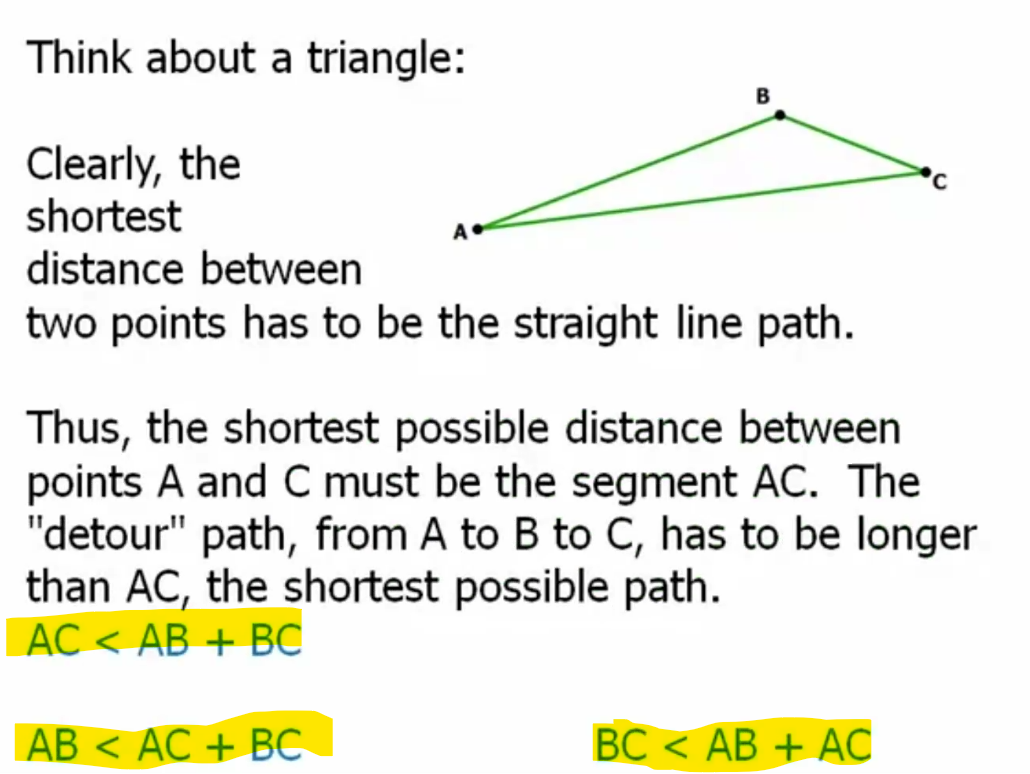 Think about a triangle:
B
Clearly, the
shortest
C
A
distance between
two points has to be the straight line path.
Thus, the shortest possible distance between
points A and C must be the segment AC. The
"detour" path, from A to B to C, has to be longer
than AC, the shortest possible path.
AC < AB + BC
AB < AC + BC
BC < AB + AC